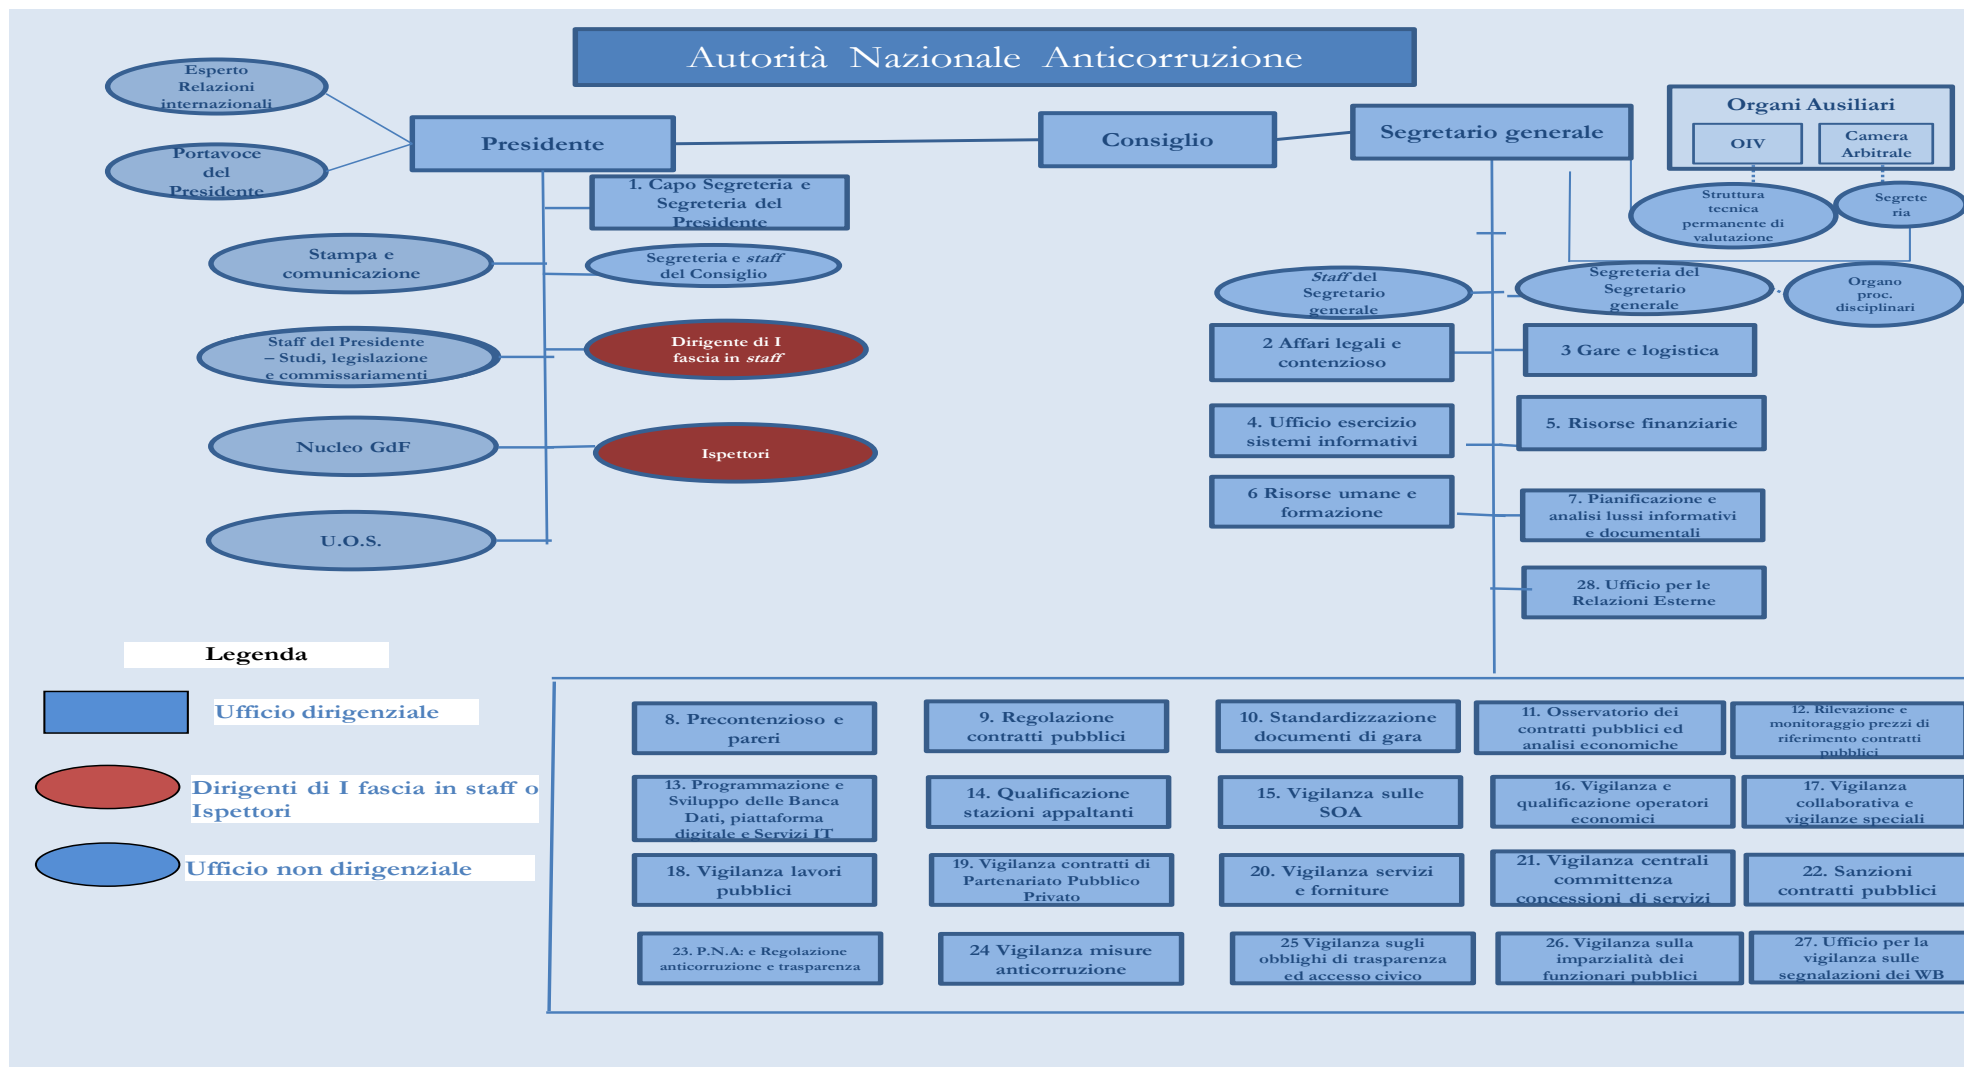 Autorità Nazionale Anticorruzione
Esperto
Relazioni
internazionali
Portavoce
del
Presidente
Presidente
Consiglio
Segretario generale
Organi Ausiliari
OIV
Camera
Arbitrale
Struttura
tecnica
permanente di
valutazione
Segrete
ria
1. Capo Segreteria e
Segreteria del
Presidente
Stampa e
comunicazione
Segreteria e staff
del Consiglio
Staff del
Segretario
generale
Segreteria del
Segretario
generale
Organo
proc.
disciplinari
Staff del Presidente
– Studi, legislazione
e commissariamenti
Dirigente di I
fascia in staff
2 Affari legali e
contenzioso
3 Gare e logistica
Nucleo GdF
Ispettori
4. Ufficio esercizio
sistemi informativi
5. Risorse finanziarie
6 Risorse umane e
formazione
7. Pianificazione e
analisi lussi informativi
e documentali
U.O.S.
28. Ufficio per le
Relazioni Esterne
Legenda
Ufficio dirigenziale
Dirigenti di I fascia in staff o
Ispettori
Ufficio non dirigenziale
8. Precontenzioso e
pareri
9. Regolazione
contratti pubblici
10. Standardizzazione
documenti di gara
11. Osservatorio dei
contratti pubblici ed
analisi economiche
12. Rilevazione e
monitoraggio prezzi di
riferimento contratti
pubblici
13. Programmazione e
Sviluppo delle Banca
Dati, piattaforma
digitale e Servizi IT
14. Qualificazione
stazioni appaltanti
15. Vigilanza sulle
SOA
16. Vigilanza e
qualificazione operatori
economici
17. Vigilanza
collaborativa e
vigilanze speciali
18. Vigilanza lavori
pubblici
19. Vigilanza contratti di
Partenariato Pubblico
Privato
20. Vigilanza servizi
e forniture
21. Vigilanza centrali
committenza
concessioni di servizi
22. Sanzioni
contratti pubblici
23. P.N.A: e Regolazione
anticorruzione e trasparenza
24 Vigilanza misure
anticorruzione
25 Vigilanza sugli
obblighi di trasparenza
ed accesso civico
26. Vigilanza sulla
imparzialità dei
funzionari pubblici
27. Ufficio per la
vigilanza sulle
segnalazioni dei WB